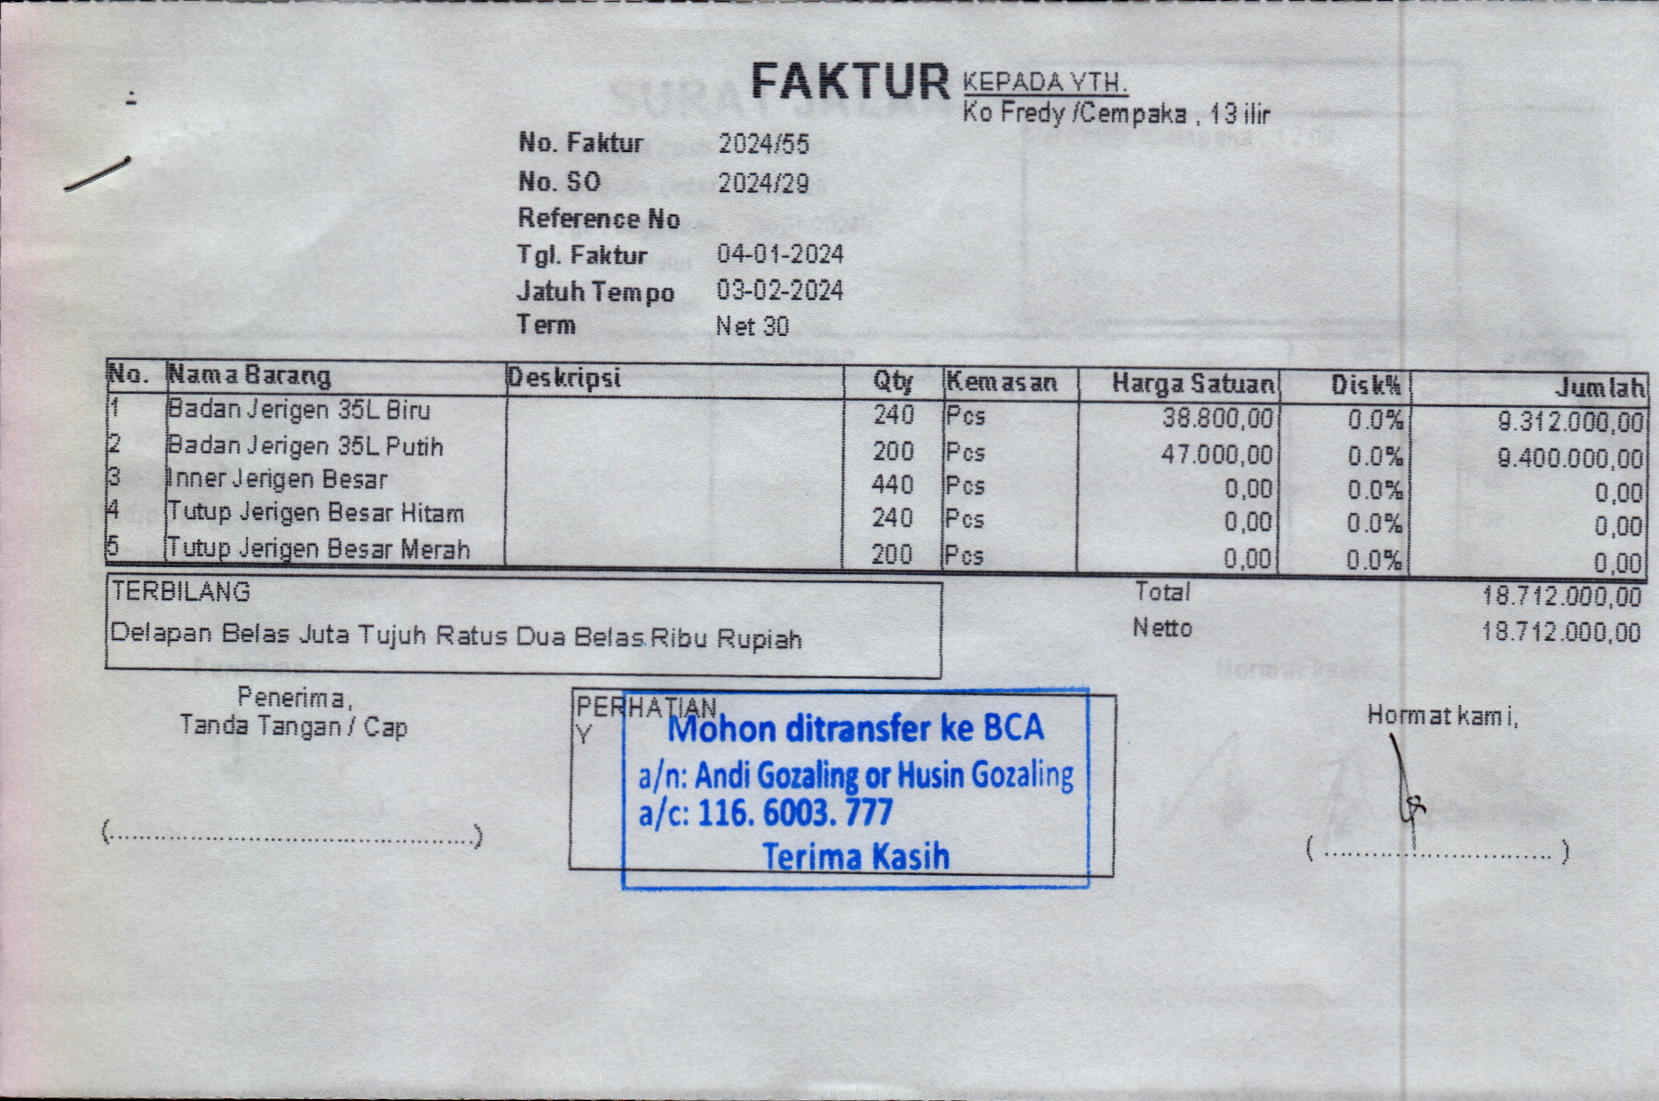 FAKTUR
KEPADA YTH.
Ko Fredy /Cempaka , 13 ilir
No. Faktur 2024/55
No. SO 2024/29
Reference No
Tgl. Faktur 04-01-2024
Jatuh Tempo 03-02-2024
Term Net 30
No. Nama Barang Deskripsi Qty Kemasan Harga Satuan Disk% Jumlah
1 Badan Jerigen 35L Biru 240 Pcs 38.800,00 0.0% 9.312.000,00
2 Badan Jerigen 35L Putih 200 Pcs 47.000,00 0.0% 9.400.000,00
3 Inner Jerigen Besar 440 Pcs 0,00 0.0% 0,00
4 Tutup Jerigen Besar Hitam 240 Pcs 0,00 0.0% 0,00
5 Tutup Jerigen Besar Merah 200 Pcs 0,00 0.0% 0,00
TERBILANG
Delapan Belas Juta Tujuh Ratus Dua Belas Ribu Rupiah
Total 18.712.000,00
Netto 18.712.000,00
Penerima,
Tanda Tangan / Cap
(..........................................)
PERHATIAN
Y
Mohon ditransfer ke BCA
a/n: Andi Gozaling or Husin Gozaling
a/c: 116. 6003. 777
Terima Kasih
Hormat kami,
( .............................. )